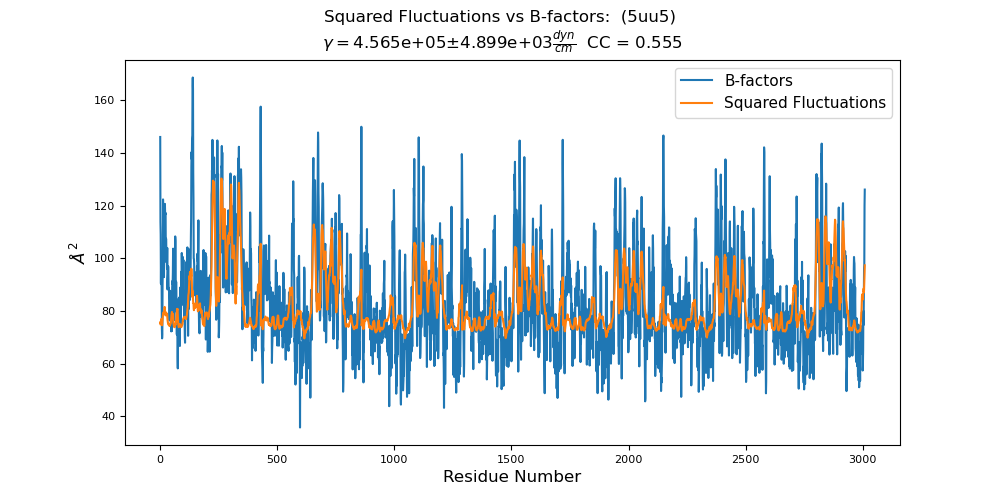 Squared Fluctuations vs B-factors:  (5uu5)
γ = 4.565e+05±4.899e+03 dyn/cm  CC = 0.555
B-factors
Squared Fluctuations
Å²
160
140
120
100
80
60
40
0 500 1000 1500 2000 2500 3000
Residue Number